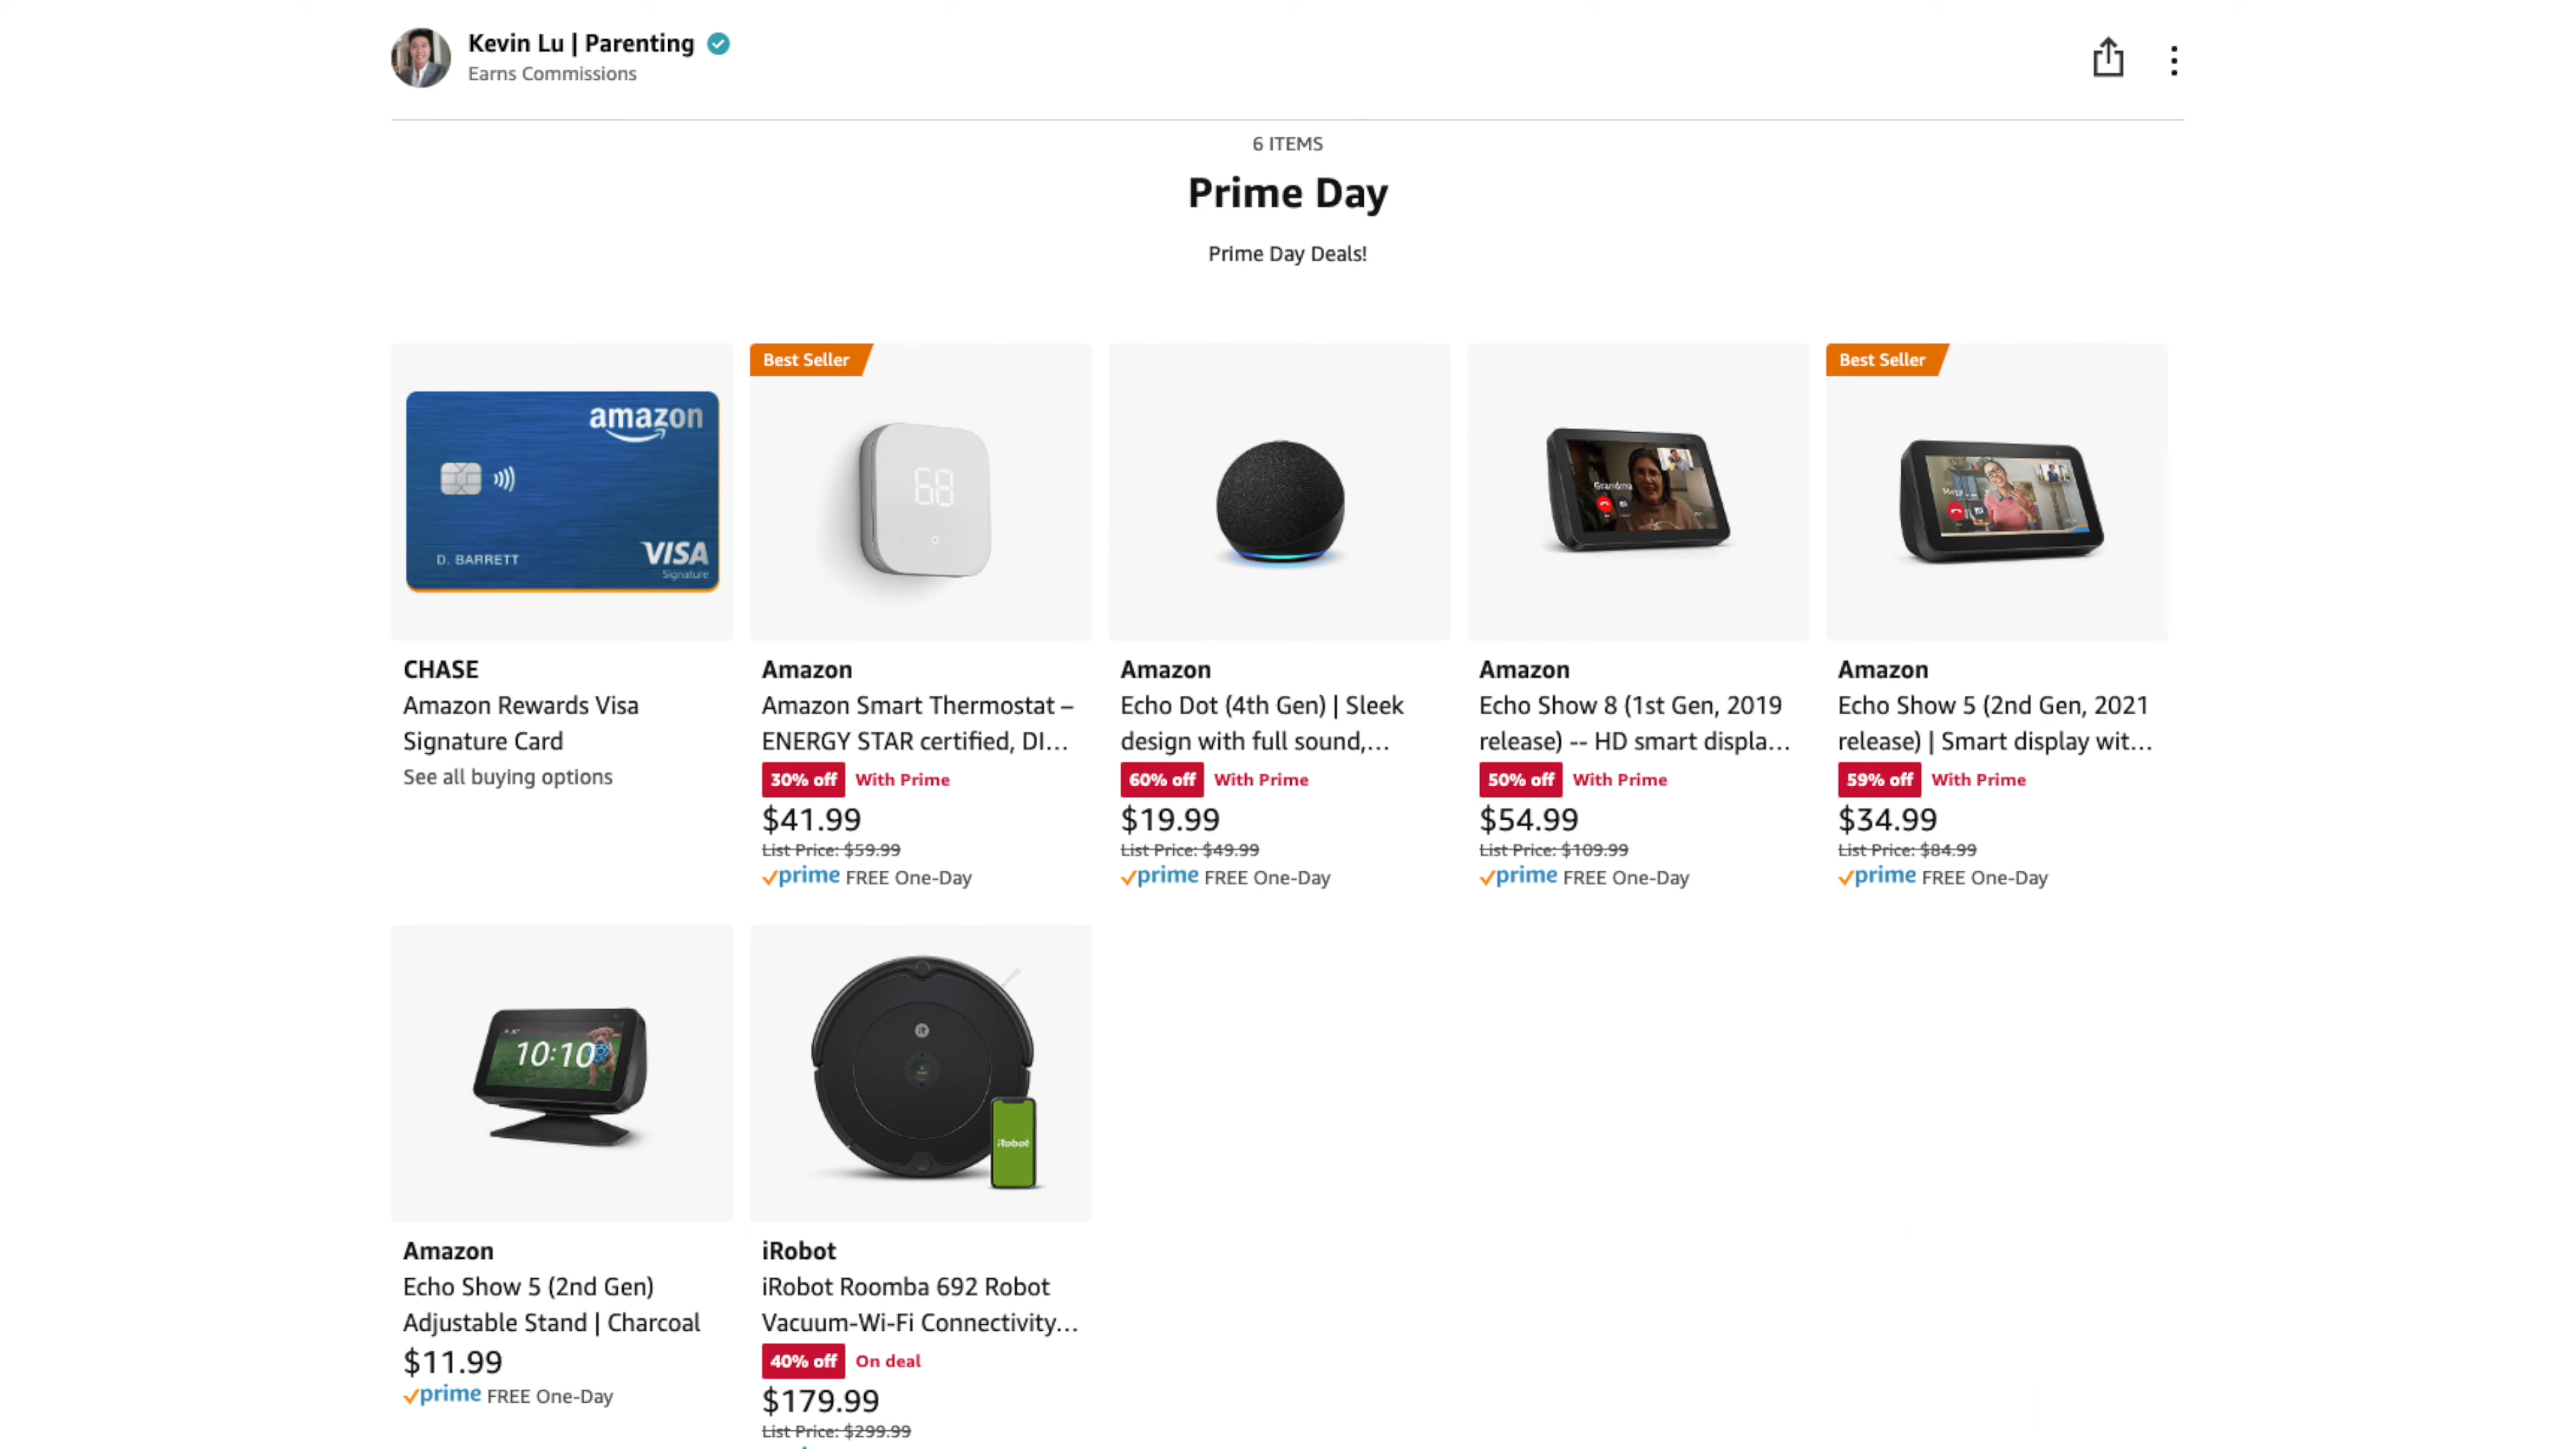 Kevin Lu | Parenting
Earns Commissions
6 ITEMS
Prime Day
Prime Day Deals!
amazon
D. BARRETT
VISA
Signature
CHASE
Amazon Rewards Visa
Signature Card
See all buying options
Best Seller
68
Amazon
Amazon Smart Thermostat –
ENERGY STAR certified, DI...
30% off With Prime
$41.99
List Price: $59.99
prime FREE One-Day
Amazon
Echo Dot (4th Gen) | Sleek
design with full sound,...
60% off With Prime
$19.99
List Price: $49.99
prime FREE One-Day
Grandma
Amazon
Echo Show 8 (1st Gen, 2019
release) -- HD smart displa...
50% off With Prime
$54.99
List Price: $109.99
prime FREE One-Day
Best Seller
Amazon
Echo Show 5 (2nd Gen, 2021
release) | Smart display wit...
59% off With Prime
$34.99
List Price: $84.99
prime FREE One-Day
10:10
Amazon
Echo Show 5 (2nd Gen)
Adjustable Stand | Charcoal
$11.99
prime FREE One-Day
iRobot
iRobot
iRobot Roomba 692 Robot
Vacuum-Wi-Fi Connectivity...
40% off On deal
$179.99
List Price: $299.99